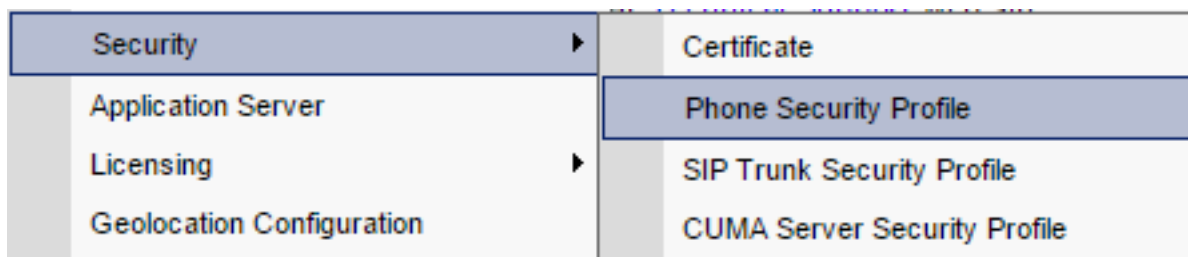 Security
Application Server
Licensing
Geolocation Configuration
Certificate
Phone Security Profile
SIP Trunk Security Profile
CUMA Server Security Profile